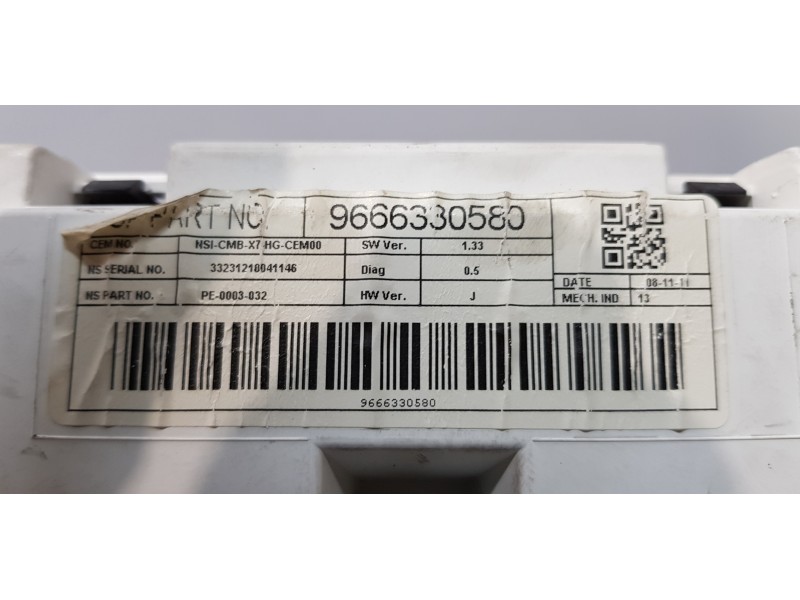 PART NO. 9666330580
CEM NO. NSI-CMB-X7-HG-CEM00 SW Ver. 1.33
NS SERIAL NO. 33231218041146 Diag 0.5
DATE 08-11-11
NS PART NO. PE-0003-032 HW Ver. J
MECH. IND 13
9666330580